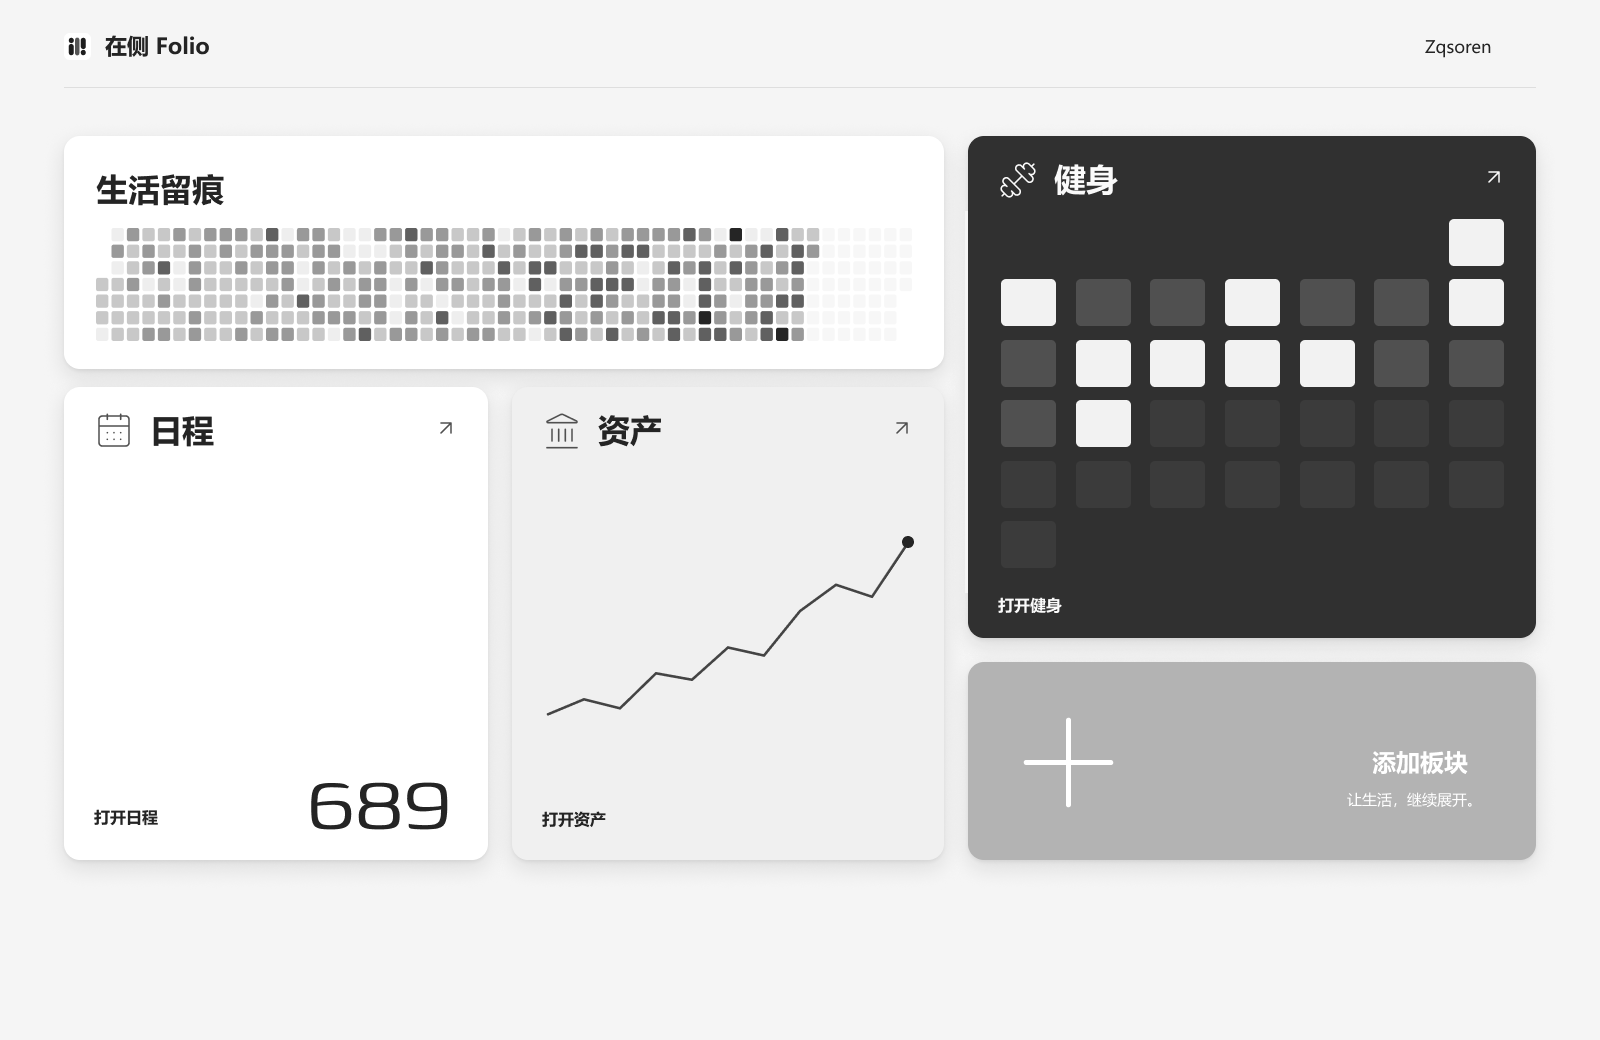 在侧 Folio
Zqsoren
生活留痕
健身
日程
资产
打开健身
添加板块
让生活，继续展开。
打开日程
689
打开资产